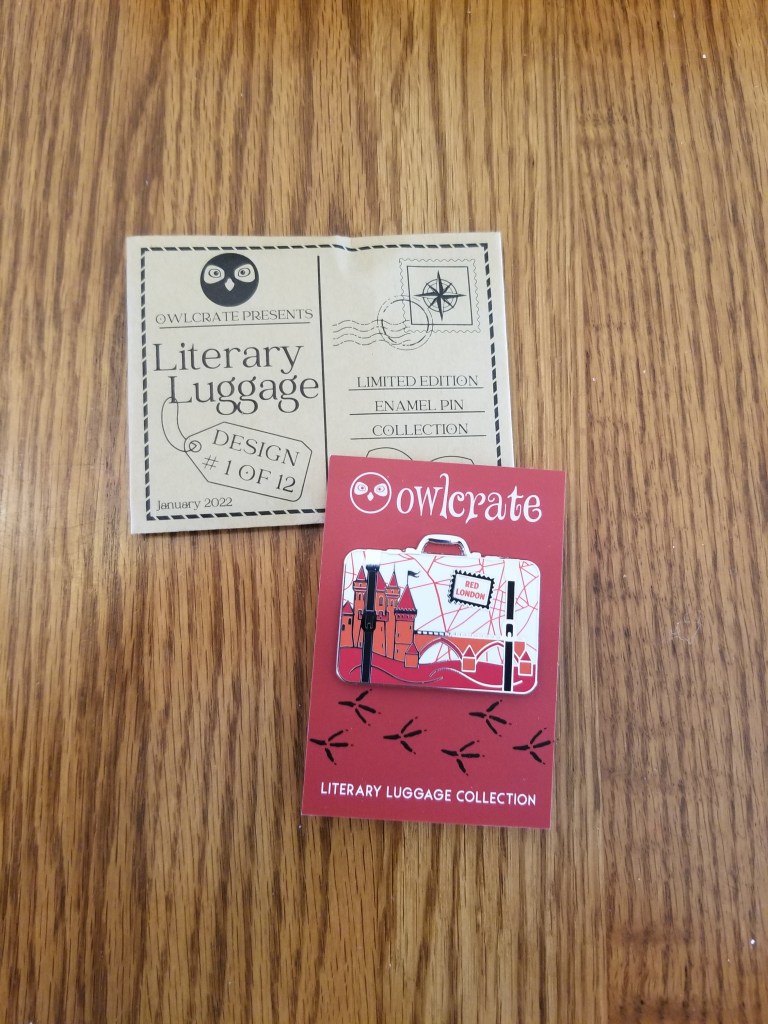 OWLCRATE PRESENTS
Literary
Luggage
DESIGN
# 1 OF 12
January 2022
LIMITED EDITION
ENAMEL PIN
COLLECTION
owlcrate
RED
LONDON
LITERARY LUGGAGE COLLECTION